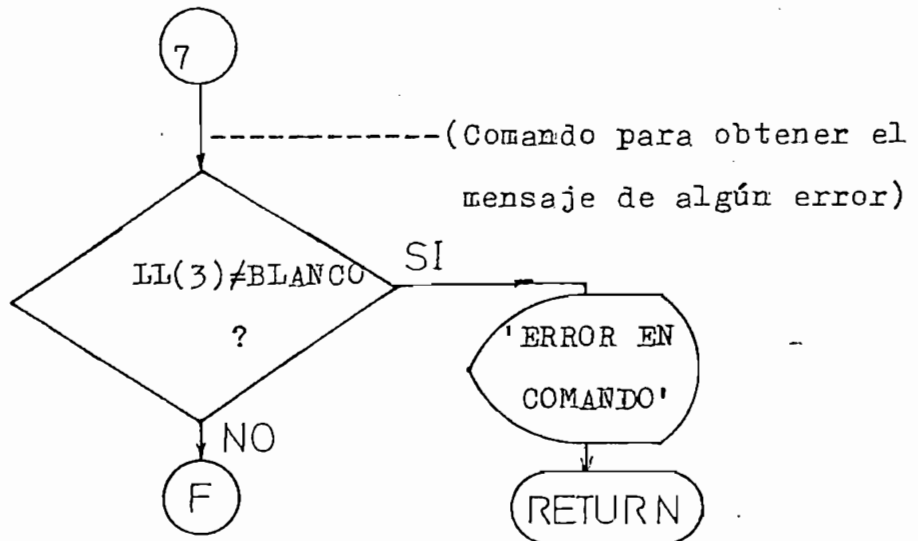 7
(Comando para obtener el
mensaje de algún error)
LL(3)≠BLANCO
?
SI
'ERROR EN
COMANDO'
NO
F
RETURN